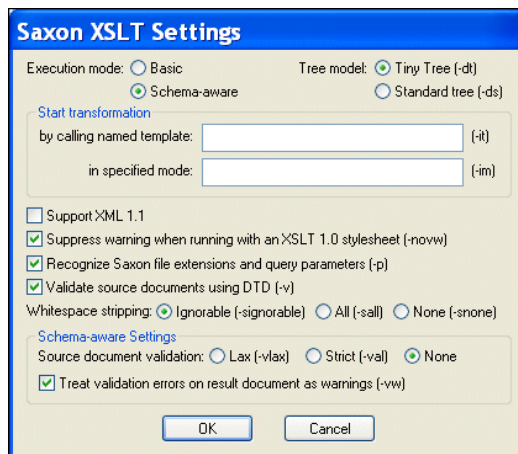 Saxon XSLT Settings
Execution mode: Basic Tree model: Tiny Tree (-dt)
Schema-aware Standard tree (-ds)
Start transformation
by calling named template: (-it)
in specified mode: (-im)
Support XML 1.1
Suppress warning when running with an XSLT 1.0 stylesheet (-novw)
Recognize Saxon file extensions and query parameters (-p)
Validate source documents using DTD (-v)
Whitespace stripping: Ignorable (-signorable) All (-sall) None (-snone)
Schema-aware Settings
Source document validation: Lax (-vlax) Strict (-val) None
Treat validation errors on result document as warnings (-vw)
OK Cancel